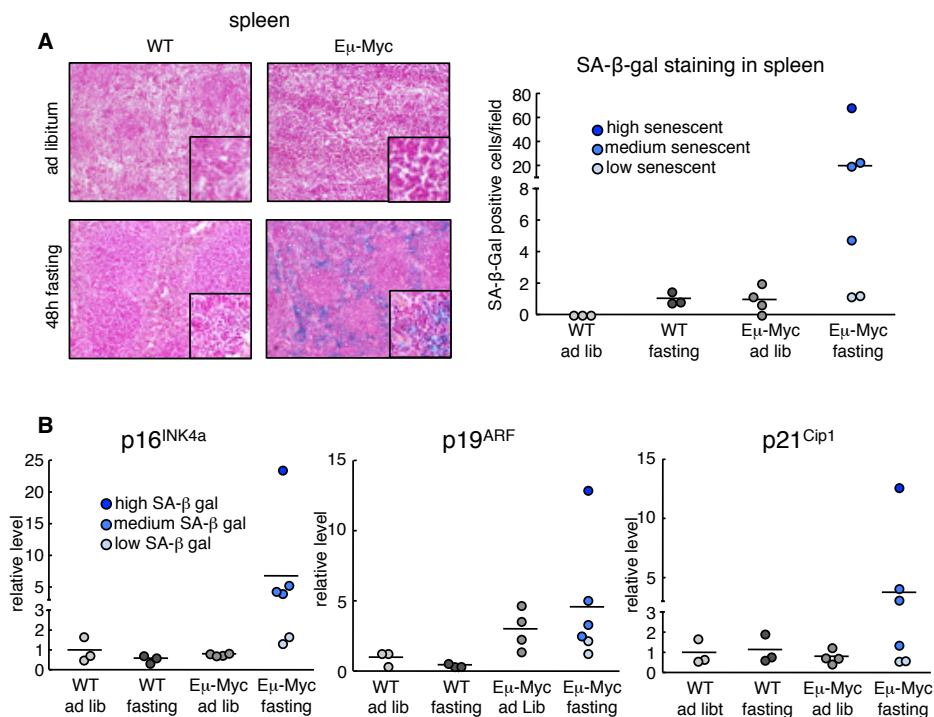 spleen
A
WT
Eμ-Myc
ad libitum
48h fasting
SA-β-gal staining in spleen
SA-β-Gal positive cells/field
80
60
40
20
8
6
4
2
0
high senescent
medium senescent
low senescent
WT
ad lib
WT
fasting
Eμ-Myc
ad lib
Eμ-Myc
fasting
B
p16INK4a
relative level
25
20
15
10
5
3
2
1
0
high SA-β gal
medium SA-β gal
low SA-β gal
WT
ad lib
WT
fasting
Eμ-Myc
ad lib
Eμ-Myc
fasting
p19ARF
relative level
15
10
5
0
WT
ad lib
WT
fasting
Eμ-Myc
ad Lib
Eμ-Myc
fasting
p21Cip1
relative level
15
10
5
2
1
0
WT
ad libt
WT
fasting
Eμ-Myc
ad lib
Eμ-Myc
fasting